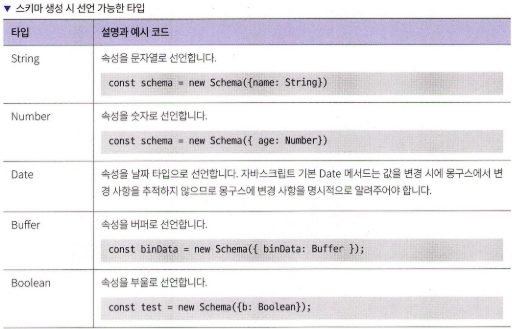 ▼ 스키마 생성 시 선언 가능한 타입
타입 설명과 예시 코드
String 속성을 문자열로 선언합니다.
const schema = new Schema({name: String})
Number 속성을 숫자로 선언합니다.
const schema = new Schema({ age: Number})
Date 속성을 날짜 타입으로 선언합니다. 자바스크립트 기본 Date 메서드는 값을 변경 시에 몽구스에서 변
경 사항을 추적하지 않으므로 몽구스에 변경 사항을 명시적으로 알려주어야 합니다.
Buffer 속성을 버퍼로 선언합니다.
const binData = new Schema({ binData: Buffer });
Boolean 속성을 부울로 선언합니다.
const test = new Schema({b: Boolean});